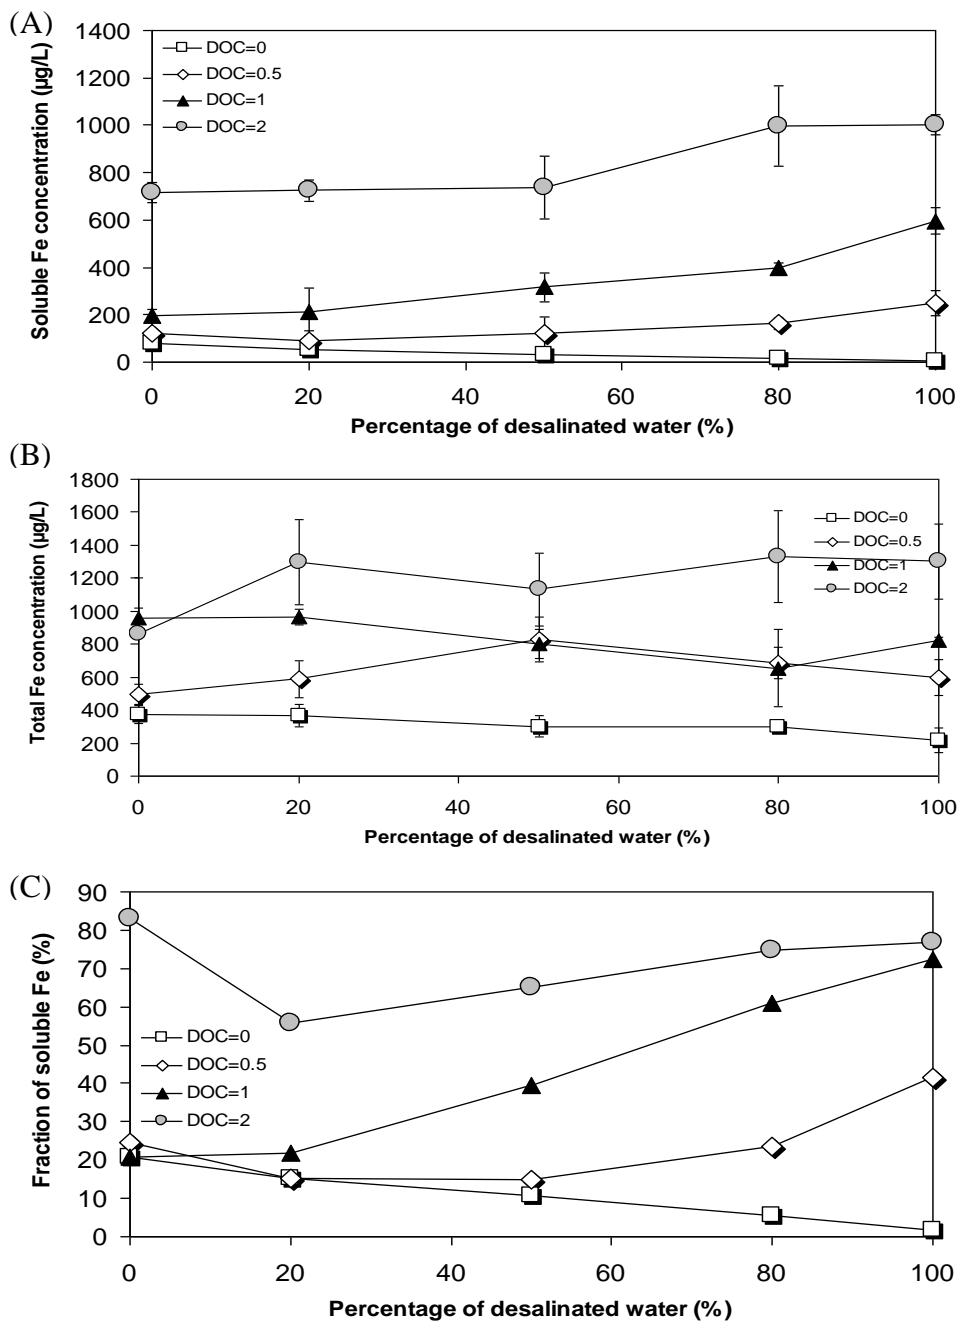 (A)
1400
1200
1000
800
600
400
200
0
Soluble Fe concentration (µg/L)
DOC=0
DOC=0.5
DOC=1
DOC=2
0 20 40 60 80 100
Percentage of desalinated water (%)
(B)
1800
1600
1400
1200
1000
800
600
400
200
0
Total Fe concentration (µg/L)
DOC=0
DOC=0.5
DOC=1
DOC=2
0 20 40 60 80 100
Percentage of desalinated water (%)
(C)
90
80
70
60
50
40
30
20
10
0
Fraction of soluble Fe (%)
DOC=0
DOC=0.5
DOC=1
DOC=2
0 20 40 60 80 100
Percentage of desalinated water (%)